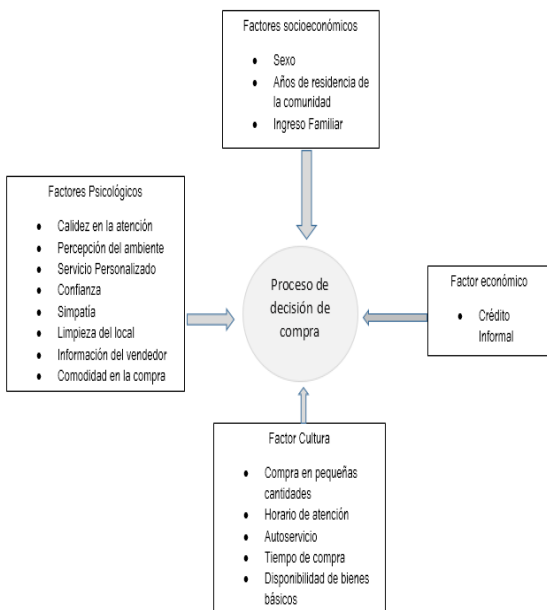 Factores socioeconómicos
Sexo
Años de residencia de
la comunidad
Ingreso Familiar
Factores Psicológicos
Calidez en la atención
Percepción del ambiente
Servicio Personalizado
Confianza
Simpatía
Limpieza del local
Información del vendedor
Comodidad en la compra
Proceso de
decisión de
compra
Factor económico
Crédito
Informal
Factor Cultura
Compra en pequeñas
cantidades
Horario de atención
Autoservicio
Tiempo de compra
Disponibilidad de bienes
básicos